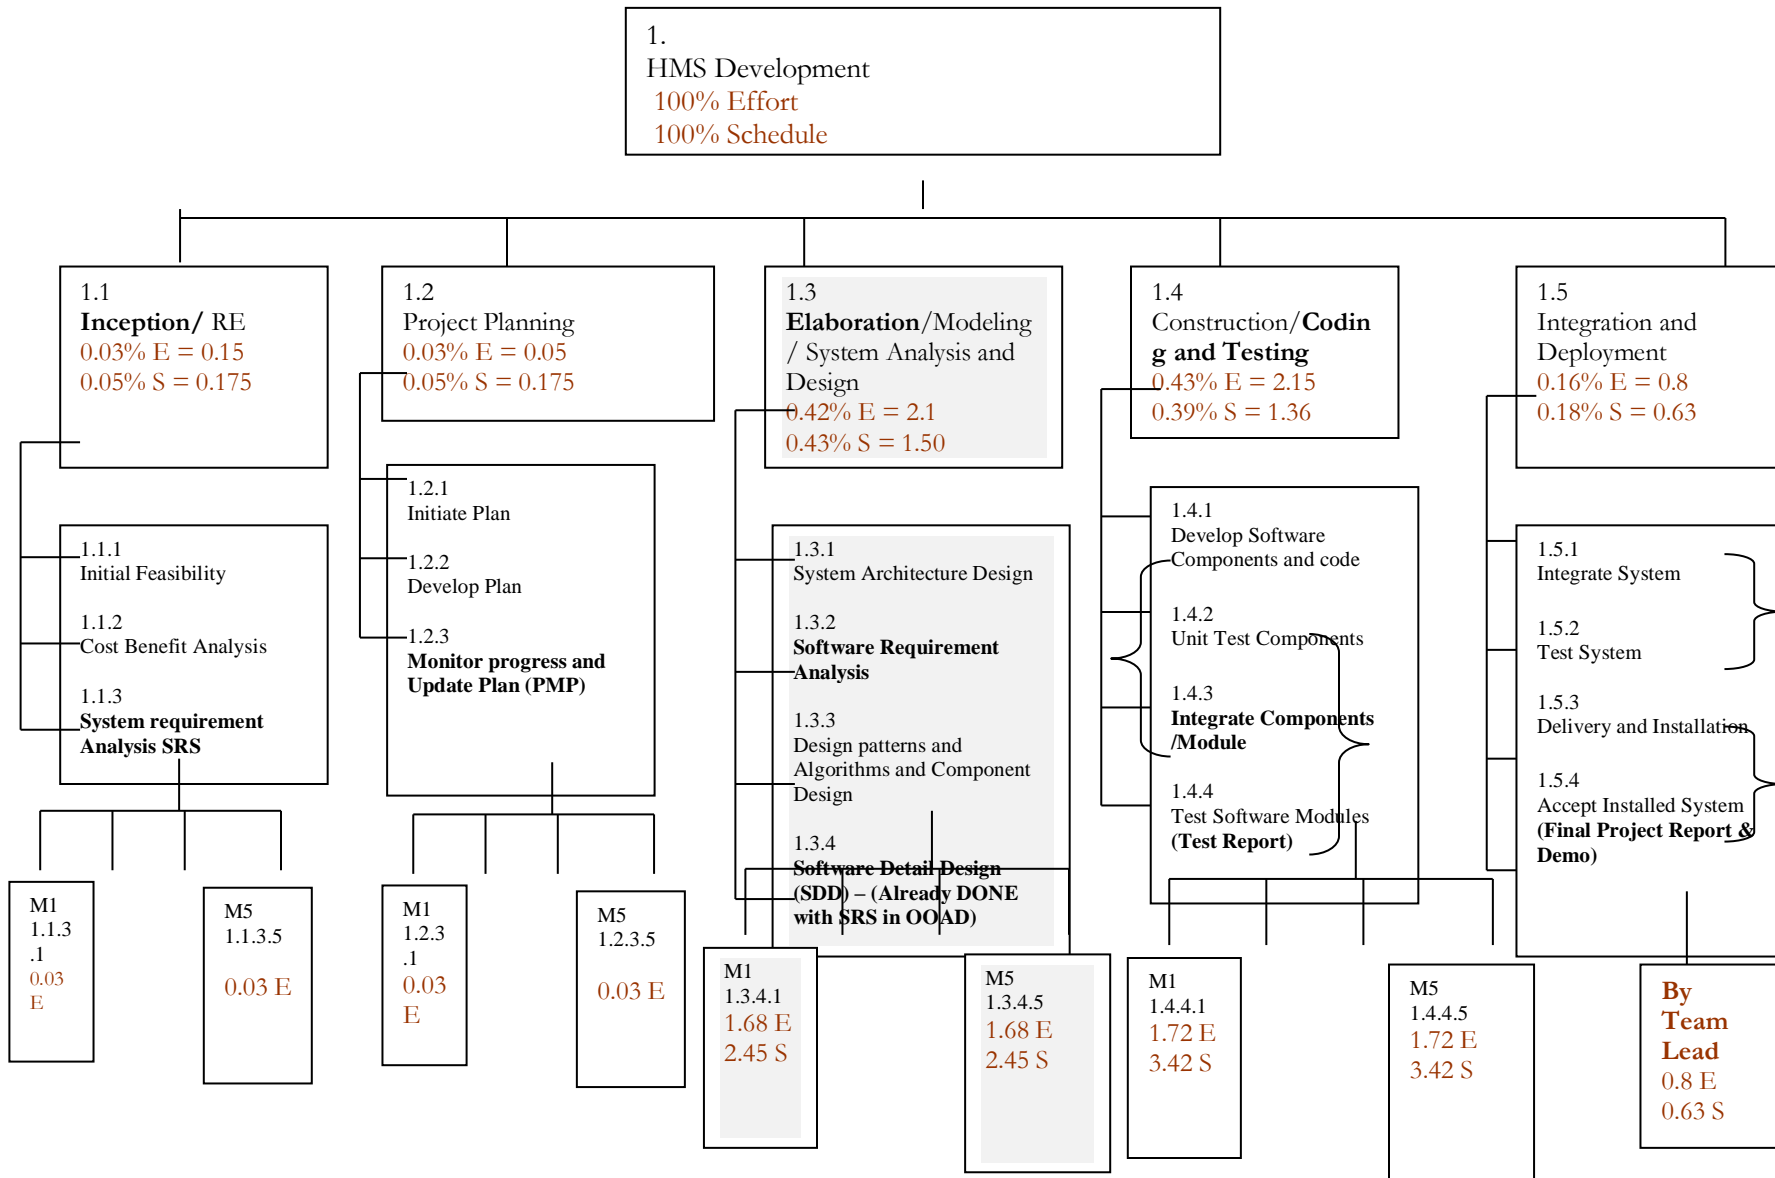 1.
HMS Development
100% Effort
100% Schedule
1.1
Inception/ RE
0.03% E = 0.15
0.05% S = 0.175
1.1.1
Initial Feasibility
1.1.2
Cost Benefit Analysis
1.1.3
System requirement
Analysis SRS
M1
1.1.3
.1
0.03
E
M5
1.1.3.5
0.03 E
1.2
Project Planning
0.03% E = 0.05
0.05% S = 0.175
1.2.1
Initiate Plan
1.2.2
Develop Plan
1.2.3
Monitor progress and
Update Plan (PMP)
M1
1.2.3
.1
0.03
E
M5
1.2.3.5
0.03 E
1.3
Elaboration/Modeling
/ System Analysis and
Design
0.42% E = 2.1
0.43% S = 1.50
1.3.1
System Architecture Design
1.3.2
Software Requirement
Analysis
1.3.3
Design patterns and
Algorithms and Component
Design
1.3.4
Software Detail Design
(SDD) – (Already DONE
with SRS in OOAD)
M1
1.3.4.1
1.68 E
2.45 S
M5
1.3.4.5
1.68 E
2.45 S
1.4
Construction/Codin
g and Testing
0.43% E = 2.15
0.39% S = 1.36
1.4.1
Develop Software
Components and code
1.4.2
Unit Test Components
1.4.3
Integrate Components
/Module
1.4.4
Test Software Modules
(Test Report)
M1
1.4.4.1
1.72 E
3.42 S
M5
1.4.4.5
1.72 E
3.42 S
1.5
Integration and
Deployment
0.16% E = 0.8
0.18% S = 0.63
1.5.1
Integrate System
1.5.2
Test System
1.5.3
Delivery and Installation
1.5.4
Accept Installed System
(Final Project Report &
Demo)
By
Team
Lead
0.8 E
0.63 S